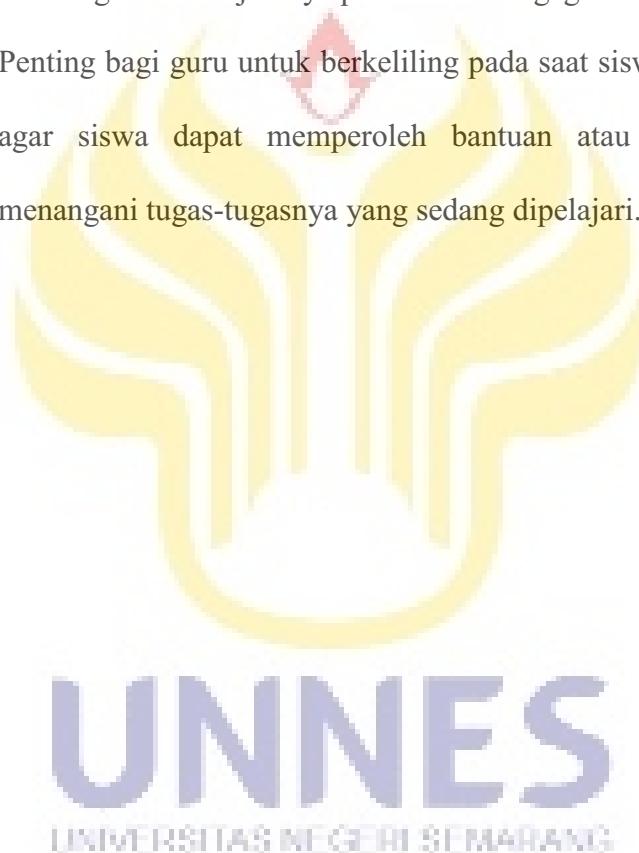 Penting bagi guru untuk berkeliling pada saat
agar siswa dapat memperoleh bantuan atau
menangani tugas-tugasnya yang sedang dipelajari.
UNNES
UNIVERSITAS NEGERI SEMARANG